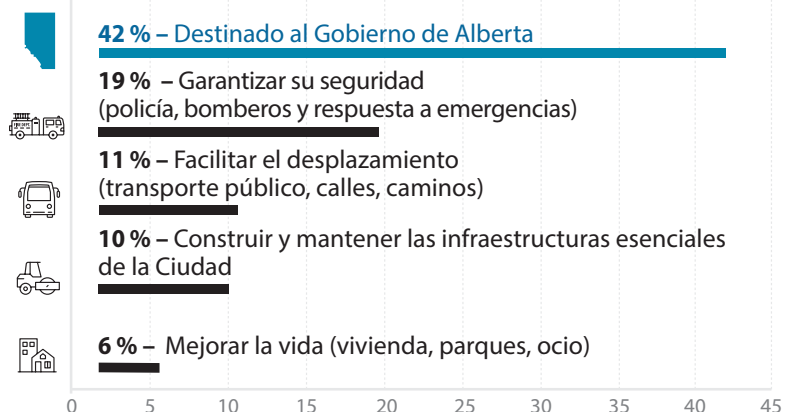 42 % – Destinado al Gobierno de Alberta
19 % – Garantizar su seguridad
(policía, bomberos y respuesta a emergencias)
11 % – Facilitar el desplazamiento
(transporte público, calles, caminos)
10 % – Construir y mantener las infraestructuras esenciales
de la Ciudad
6 % – Mejorar la vida (vivienda, parques, ocio)
0 5 10 15 20 25 30 35 40 45